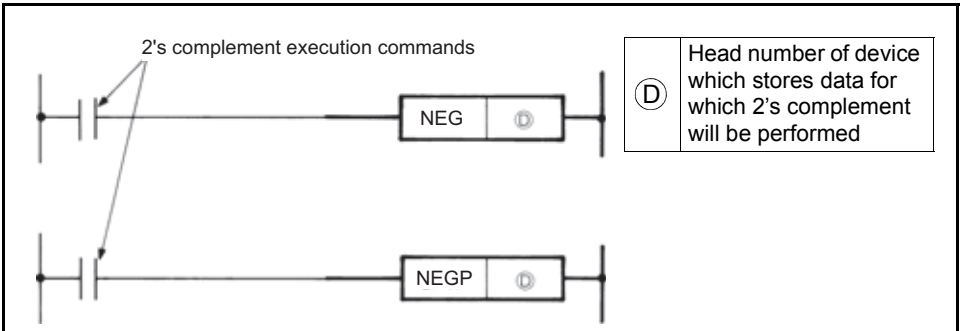 2's complement execution commands
NEG Ⓓ
Ⓓ Head number of device
which stores data for
which 2's complement
will be performed
NEGP Ⓓ